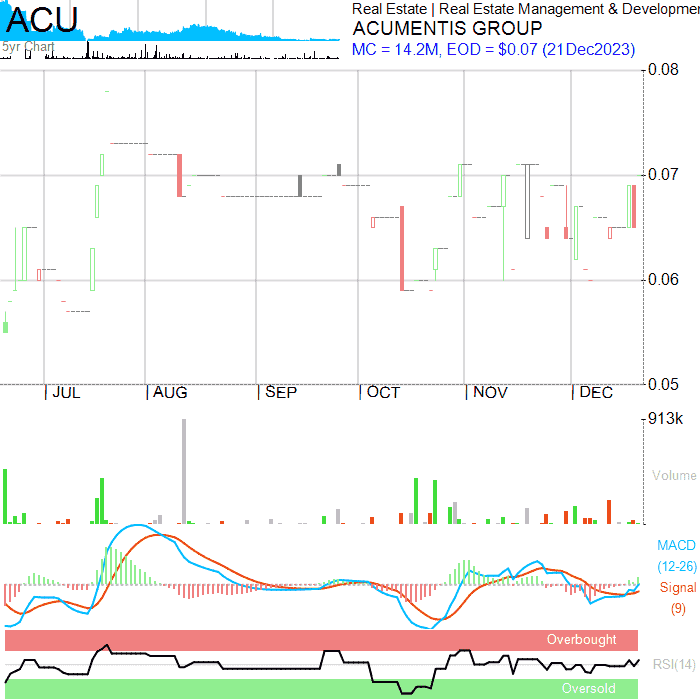 ACU
5yr Chart
Real Estate | Real Estate Management & Developmen
ACUMENTIS GROUP
MC = 14.2M, EOD = $0.07 (21Dec2023)
0.08
0.07
0.06
0.05
JUL
AUG
SEP
OCT
NOV
DEC
913k
Volume
MACD
(12-26)
Signal
(9)
Overbought
RSI(14)
Oversold